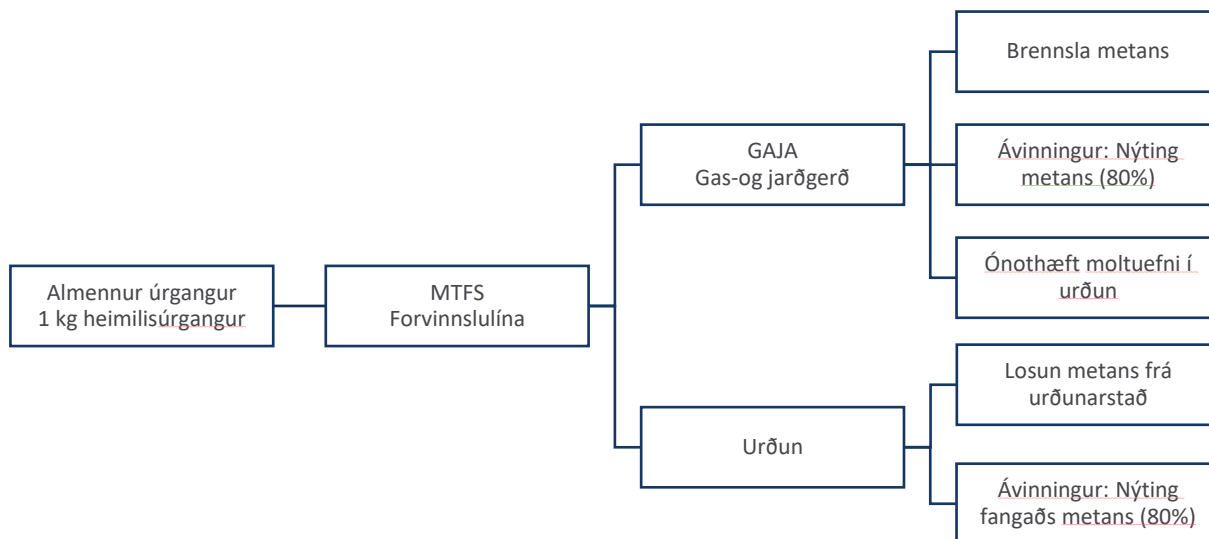 Almennur úrgangur
1 kg heimilisúrgangur
MTFS
Forvinnslulína
GAJA
Gas-og jarðgerð
Brennsla metans
Ávinningur: Nýting
metans (80%)
Ónothæft moltuefni í
urðun
Urðun
Losun metans frá
urðunarstað
Ávinningur: Nýting
fangaðs metans (80%)